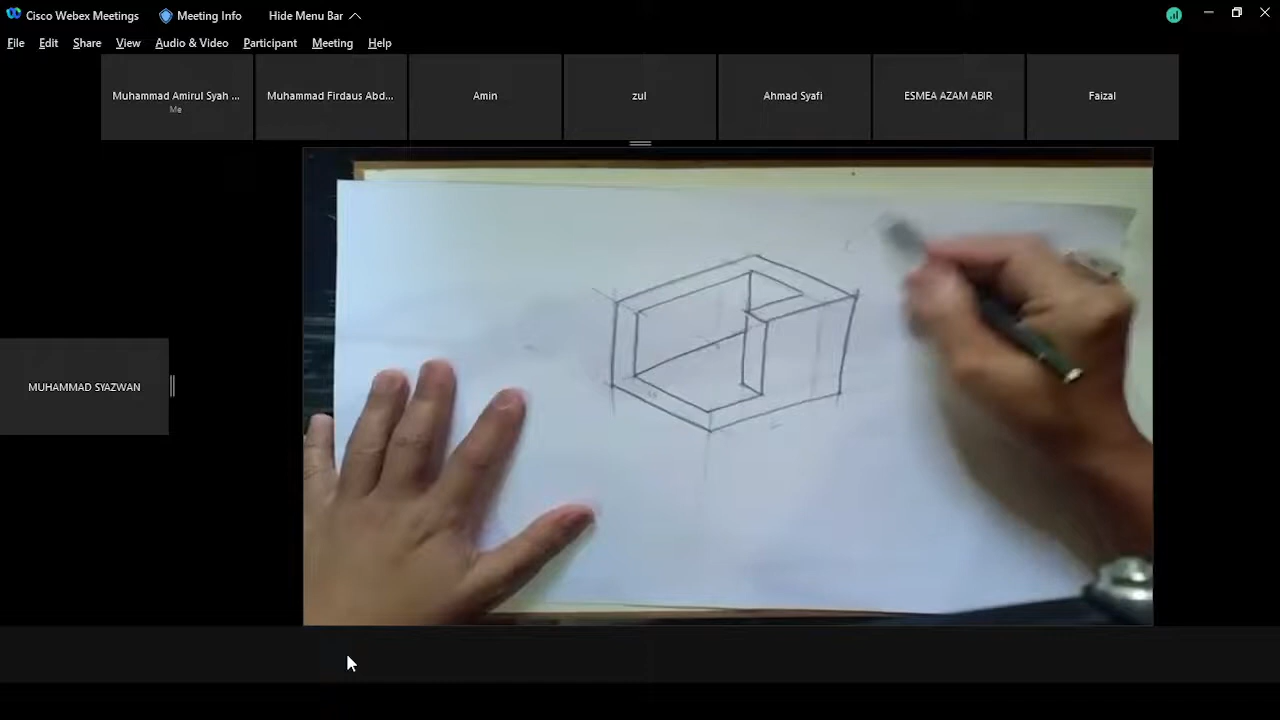 Cisco Webex Meetings Meeting Info Hide Menu Bar
File Edit Share View Audio & Video Participant Meeting Help
Muhammad Amirul Syah ... Muhammad Firdaus Abd... Amin zul Ahmad Syafi ESMEA AZAM ABIR Faizal
Me
MUHAMMAD SYAZWAN